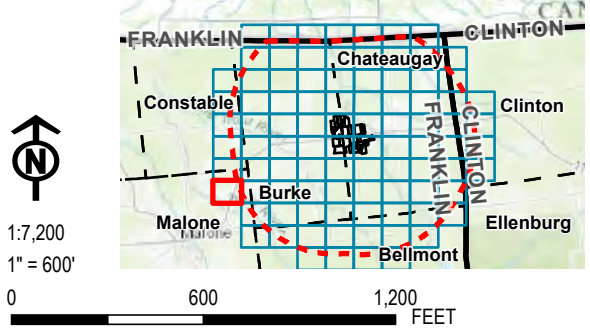 CAN
FRANKLIN
CLINTON
Chateaugay
Constable
Clinton
FRANKLIN
CLINTON
N
Burke
1:7,200
Malone
Malone
Ellenburg
1" = 600'
Bellmont
0
600
1,200
FEET